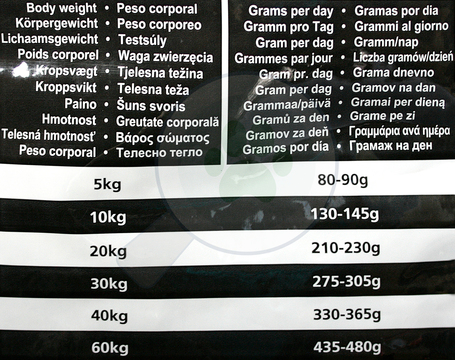 Body weight • Peso corporal
Körpergewicht • Peso corporeo
Lichaamsgewicht • Testsúly
Poids corporel • Waga zwierzęcia
Kropsvægt • Tjelesna težina
Kroppsvikt • Telesna teža
Paino • Šuns svoris
Hmotnost • Greutate corporală
Telesná hmotnosť • Βάρος σώματος
Peso corporal • Телесно тегло
Grams per day • Gramas por dia
Gramm pro Tag • Grammi al giorno
Gram per dag • Gramm/nap
Grammes par jour • Liczba gramów/dzień
Gram pr. dag • Grama dnevno
Gram per dag • Gramov na dan
Grammaa/päivä • Gramai per dieną
Gramů za den • Grame pe zi
Gramov za deň • Γραμμάρια ανά ημέρα
Gramos por día • Грамаж на ден
5kg 80-90g
10kg 130-145g
20kg 210-230g
30kg 275-305g
40kg 330-365g
60kg 435-480g